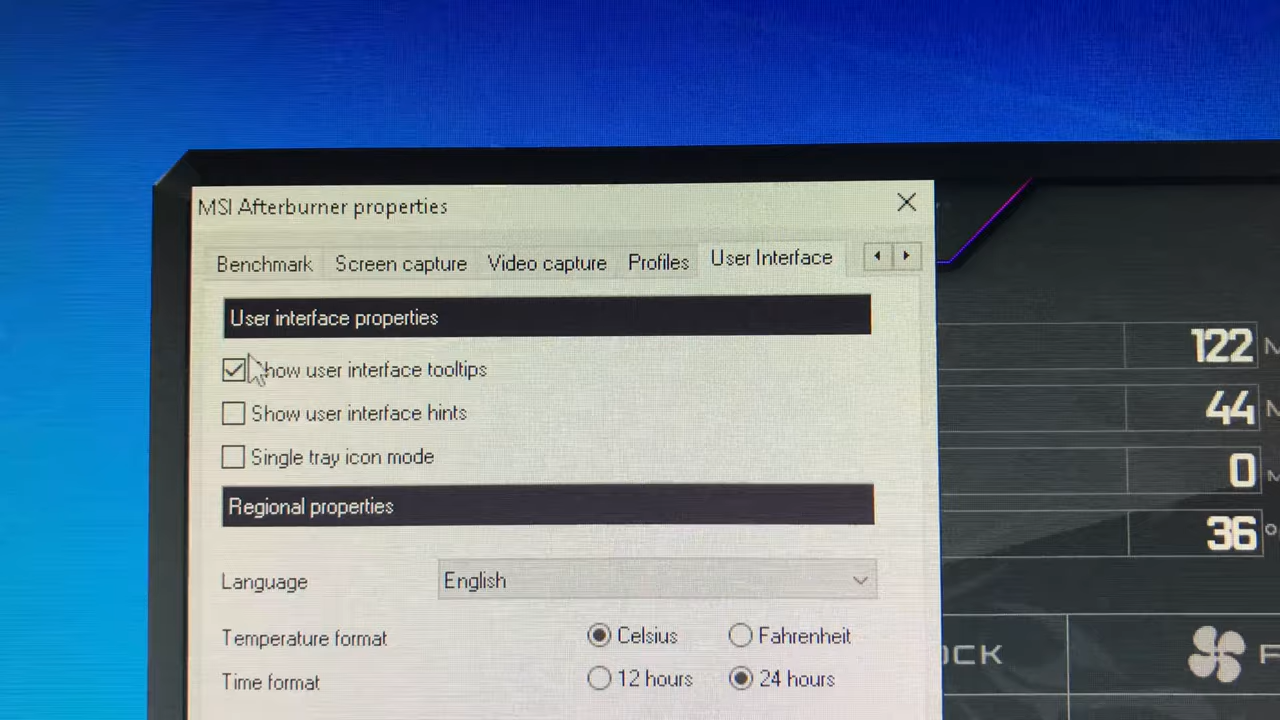 MSI Afterburner properties
Benchmark Screen capture Video capture Profiles User Interface
User interface properties
how user interface tooltips
Show user interface hints
Single tray icon mode
Regional properties
Language English
Temperature format Celsius Fahrenheit
Time format 12 hours 24 hours
122
44
0
36 °
OCK